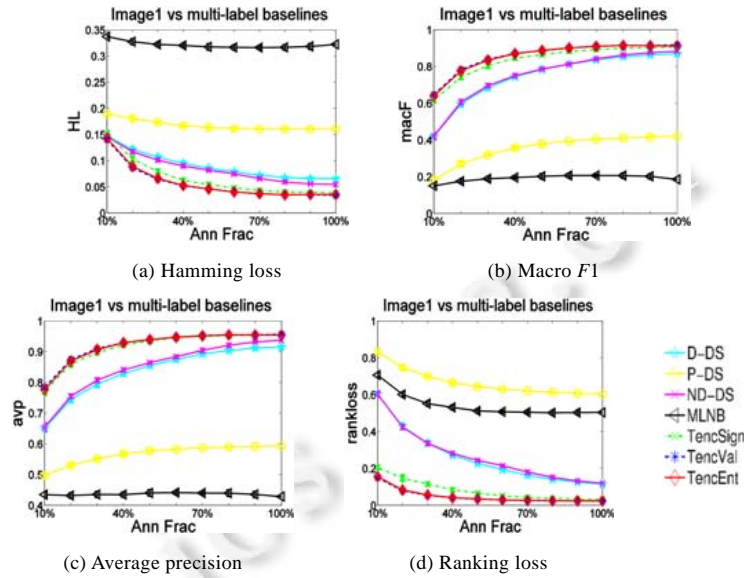 Image1 vs multi-label baselines
0.35
0.3
0.25
0.2
0.15
0.1
0.05
0
HL
10% 40% 70% 100%
Ann Frac
(a) Hamming loss
Image1 vs multi-label baselines
1
0.8
0.6
0.4
0.2
0
macF
10% 40% 70% 100%
Ann Frac
(b) Macro F1
Image1 vs multi-label baselines
1
0.9
0.8
0.7
0.6
0.5
0.4
avp
10% 40% 70% 100%
Ann Frac
(c) Average precision
Image1 vs multi-label baselines
1
0.8
0.6
0.4
0.2
0
rankloss
10% 40% 70% 100%
Ann Frac
(d) Ranking loss
D-DS
P-DS
ND-DS
MLNB
TencSign
TencVal
TencEnt